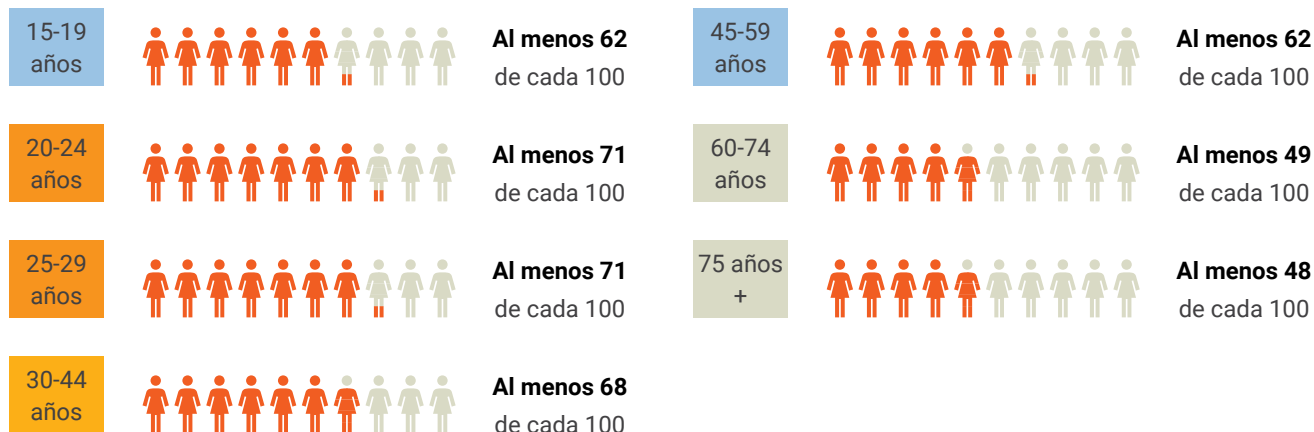 15-19
años
Al menos 62
de cada 100
20-24
años
Al menos 71
de cada 100
25-29
años
Al menos 71
de cada 100
30-44
años
Al menos 68
de cada 100
45-59
años
Al menos 62
de cada 100
60-74
años
Al menos 49
de cada 100
75 años
+
Al menos 48
de cada 100